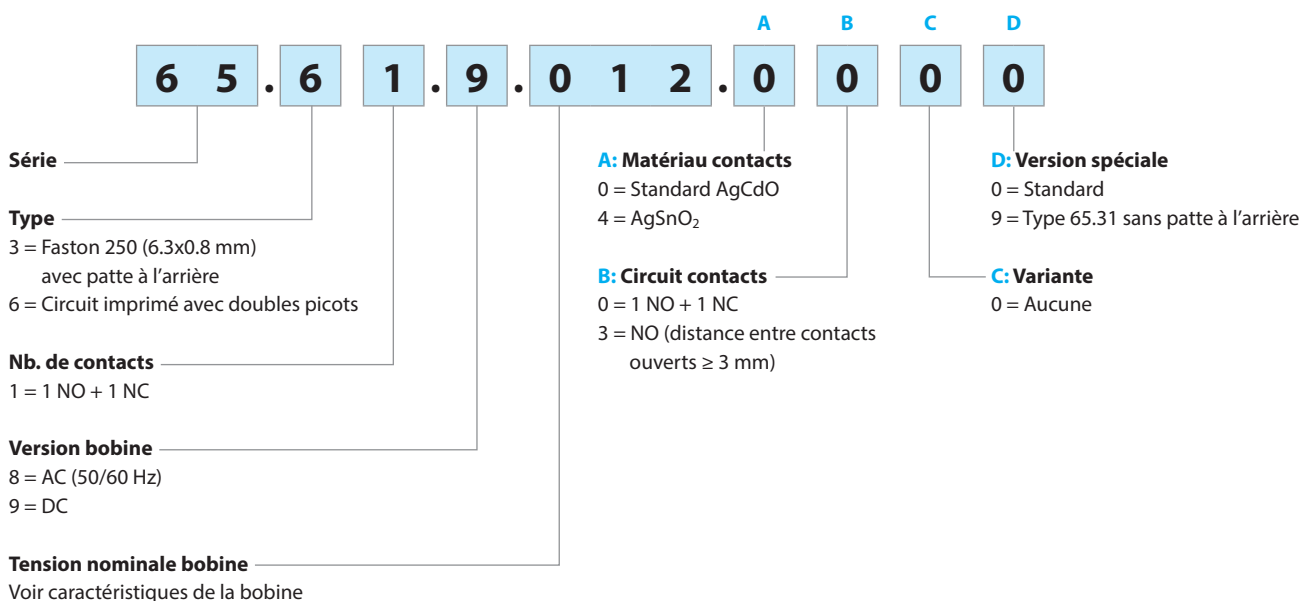 A B C D
6 5 . 6 1 . 9 . 0 1 2 . 0 0 0 0
Série
Type
3 = Faston 250 (6.3x0.8 mm)
avec patte à l'arrière
6 = Circuit imprimé avec doubles picots
Nb. de contacts
1 = 1 NO + 1 NC
Version bobine
8 = AC (50/60 Hz)
9 = DC
Tension nominale bobine
Voir caractéristiques de la bobine
A: Matériau contacts
0 = Standard AgCdO
4 = AgSnO₂
B: Circuit contacts
0 = 1 NO + 1 NC
3 = NO (distance entre contacts
ouverts ≥ 3 mm)
D: Version spéciale
0 = Standard
9 = Type 65.31 sans patte à l'arrière
C: Variante
0 = Aucune